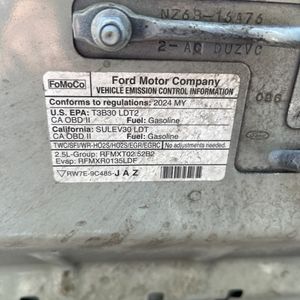 FoMoCo
Ford Motor Company
VEHICLE EMISSION CONTROL INFORMATION
Conforms to regulations: 2024 MY
U.S. EPA: T3B30 LDT2
CA OBD II Fuel: Gasoline
California: SULEV30 LDT
CA OBD II Fuel: Gasoline
TWC/SFI/WR-HO2S/HO2S/EGR/EGRC No adjustments needed.
2.5L-Group: RFMXT02.52B2
Evap: RFMXR0135LDF
RW7E-9C485-JAZ